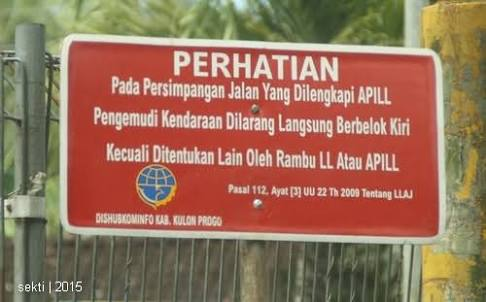 PERHATIAN
Pada Persimpangan Jalan Yang Dilengkapi APILL
Pengemudi Kendaraan Dilarang Langsung Berbelok Kiri
Kecuali Ditentukan Lain Oleh Rambu LL Atau APILL
Pasal 112, Ayat [3] UU 22 Th 2009 Tentang LLAJ
DISHUBKOMINFO KAB. KULON PROGO
sekti | 2015